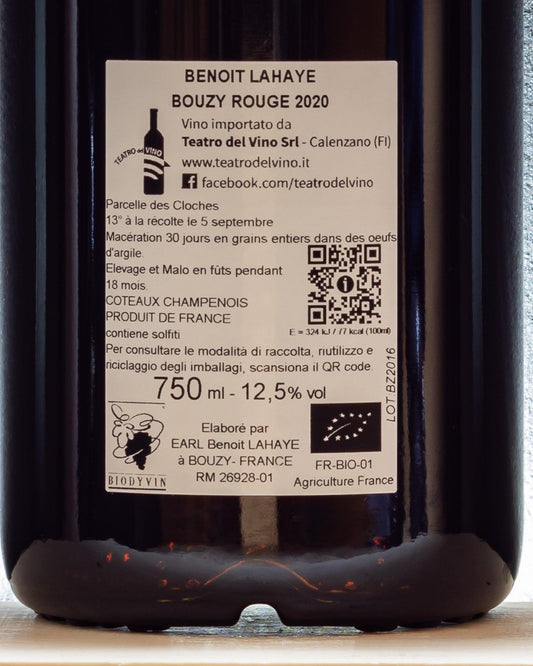 BENOIT LAHAYE
BOUZY ROUGE 2020
Vino importato da
Teatro del Vino Srl - Calenzano (FI)
TEATRO del VINO
www.teatrodelvino.it
facebook.com/teatrodelvino
Parcelle des Cloches
13° à la récolte le 5 septembre
Macération 30 jours en grains entiers dans des oeufs
d'argile.
Elevage et Malo en fûts pendant
18 mois.
COTEAUX CHAMPENOIS
PRODUIT DE FRANCE
contiene solfiti
E = 324 kJ / 77 kcal (100ml)
Per consultare le modalità di raccolta, riutilizzo e
riciclaggio degli imballagi, scansiona il QR code.
750 ml - 12,5% vol
LOT.BZ2016
BIODYVIN
Elaboré par
EARL Benoit LAHAYE
à BOUZY- FRANCE
RM 26928-01
FR-BIO-01
Agriculture France